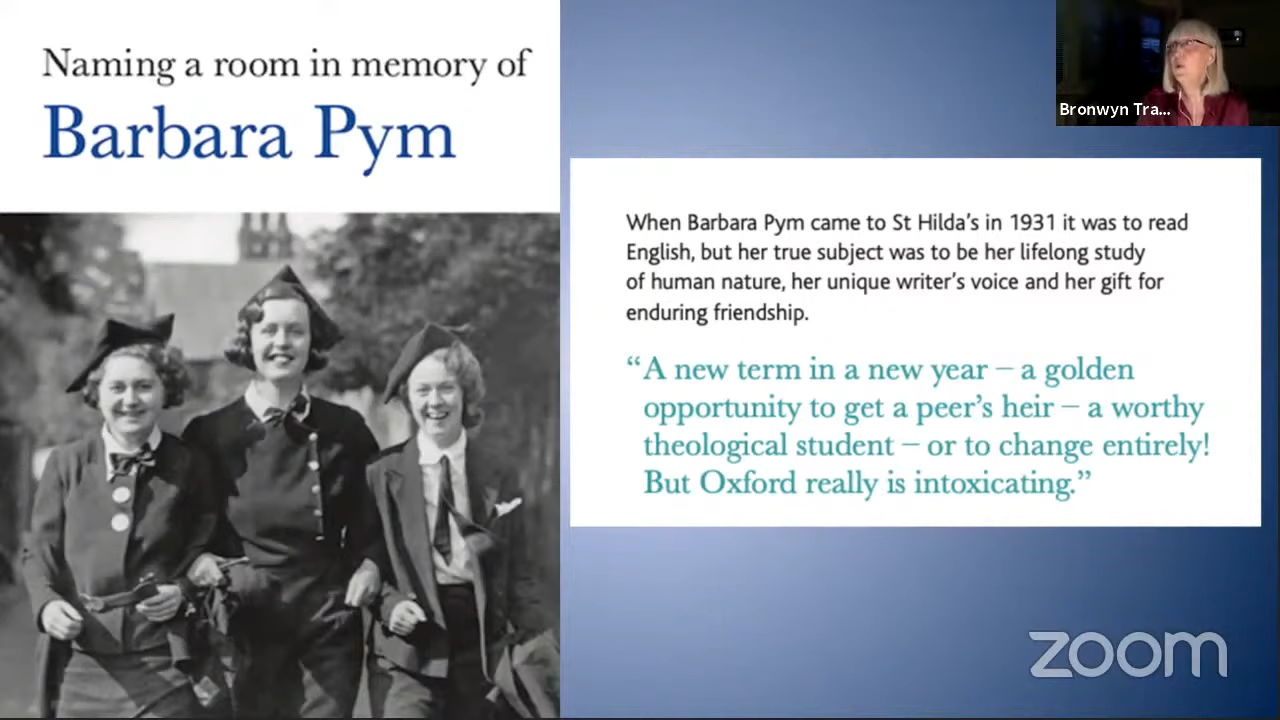 Naming a room in memory of
Barbara Pym
Bronwyn Tra...
When Barbara Pym came to St Hilda’s in 1931 it was to read
English, but her true subject was to be her lifelong study
of human nature, her unique writer’s voice and her gift for
enduring friendship.
“A new term in a new year – a golden
opportunity to get a peer’s heir – a worthy
theological student – or to change entirely!
But Oxford really is intoxicating.”
zoom